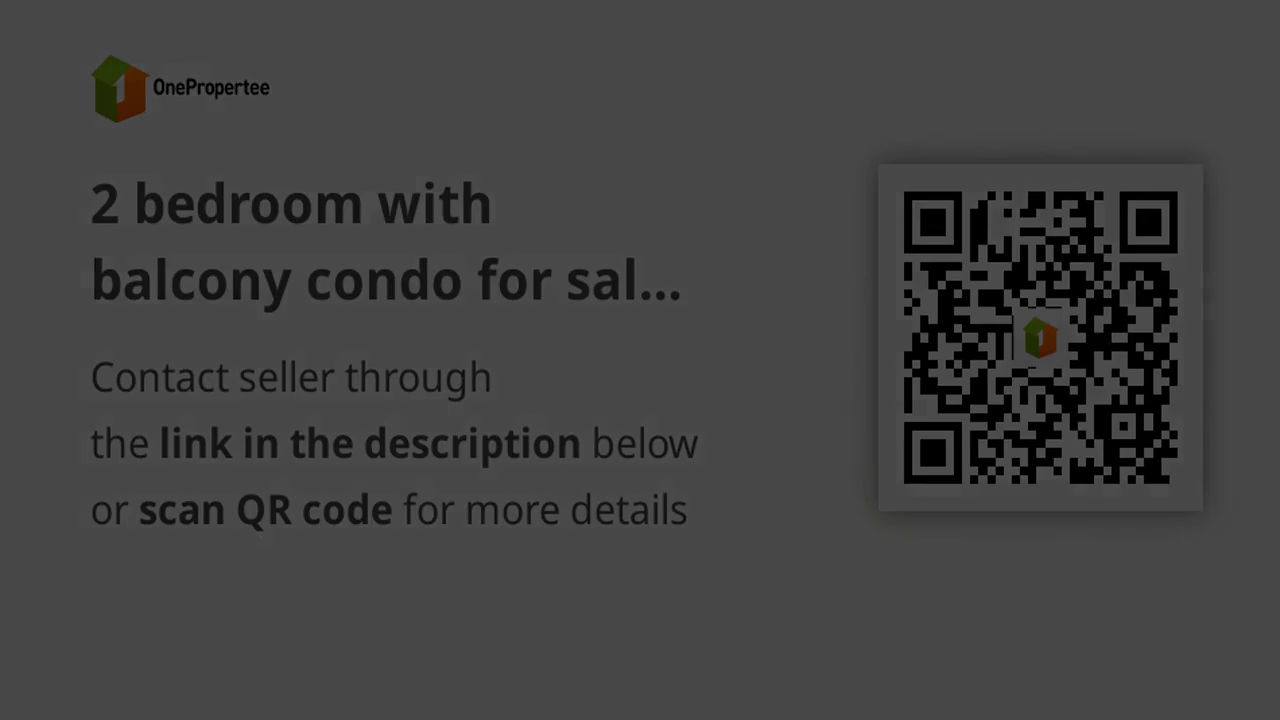 OnePropertee
2 bedroom with
balcony condo for sal...
Contact seller through
the link in the description below
or scan QR code for more details